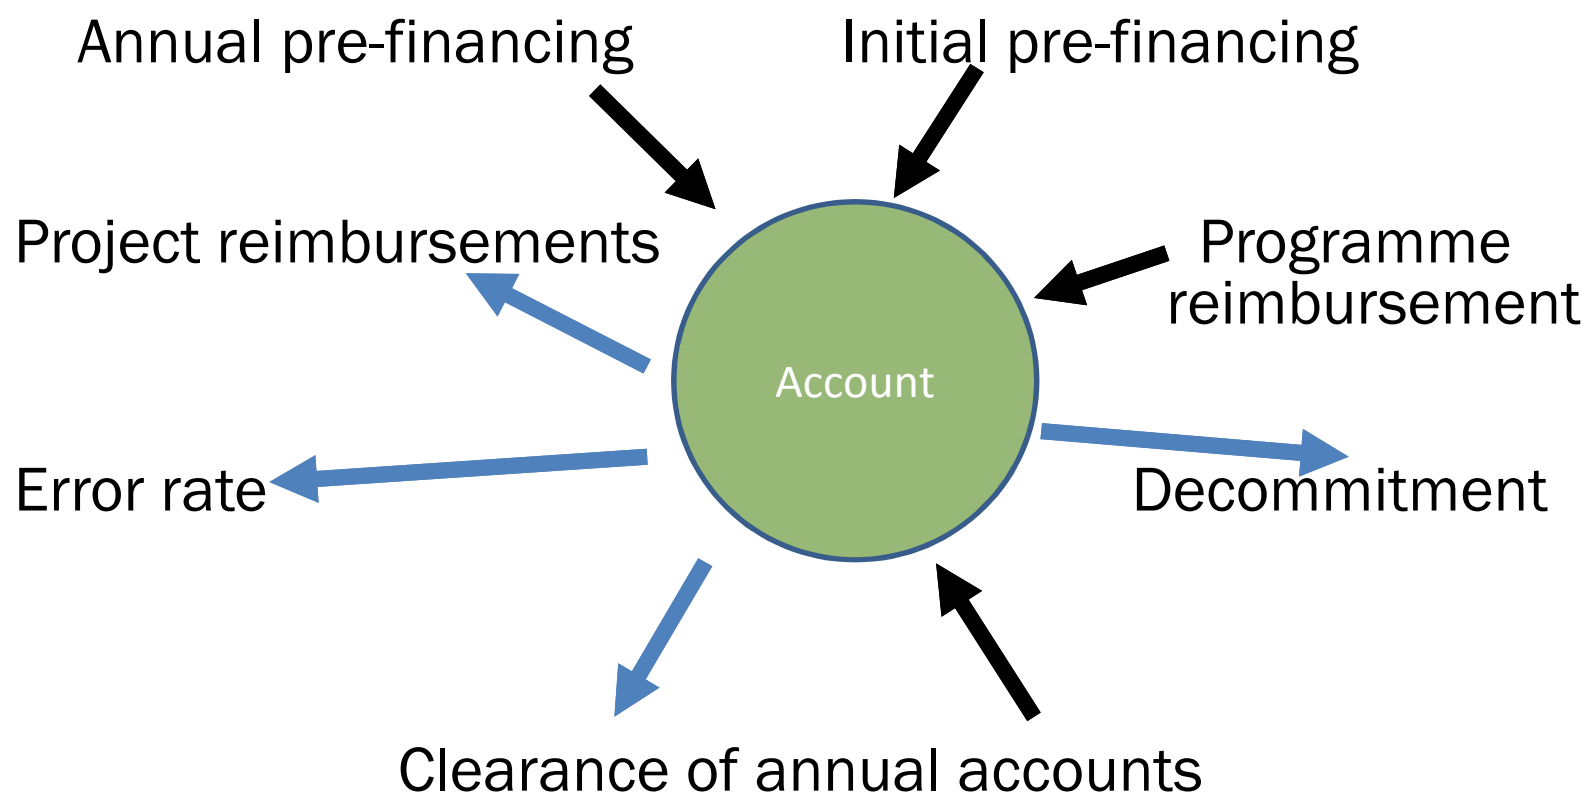 Annual pre-financing
Initial pre-financing
Project reimbursements
Programme
reimbursement
Account
Error rate
Decommitment
Clearance of annual accounts